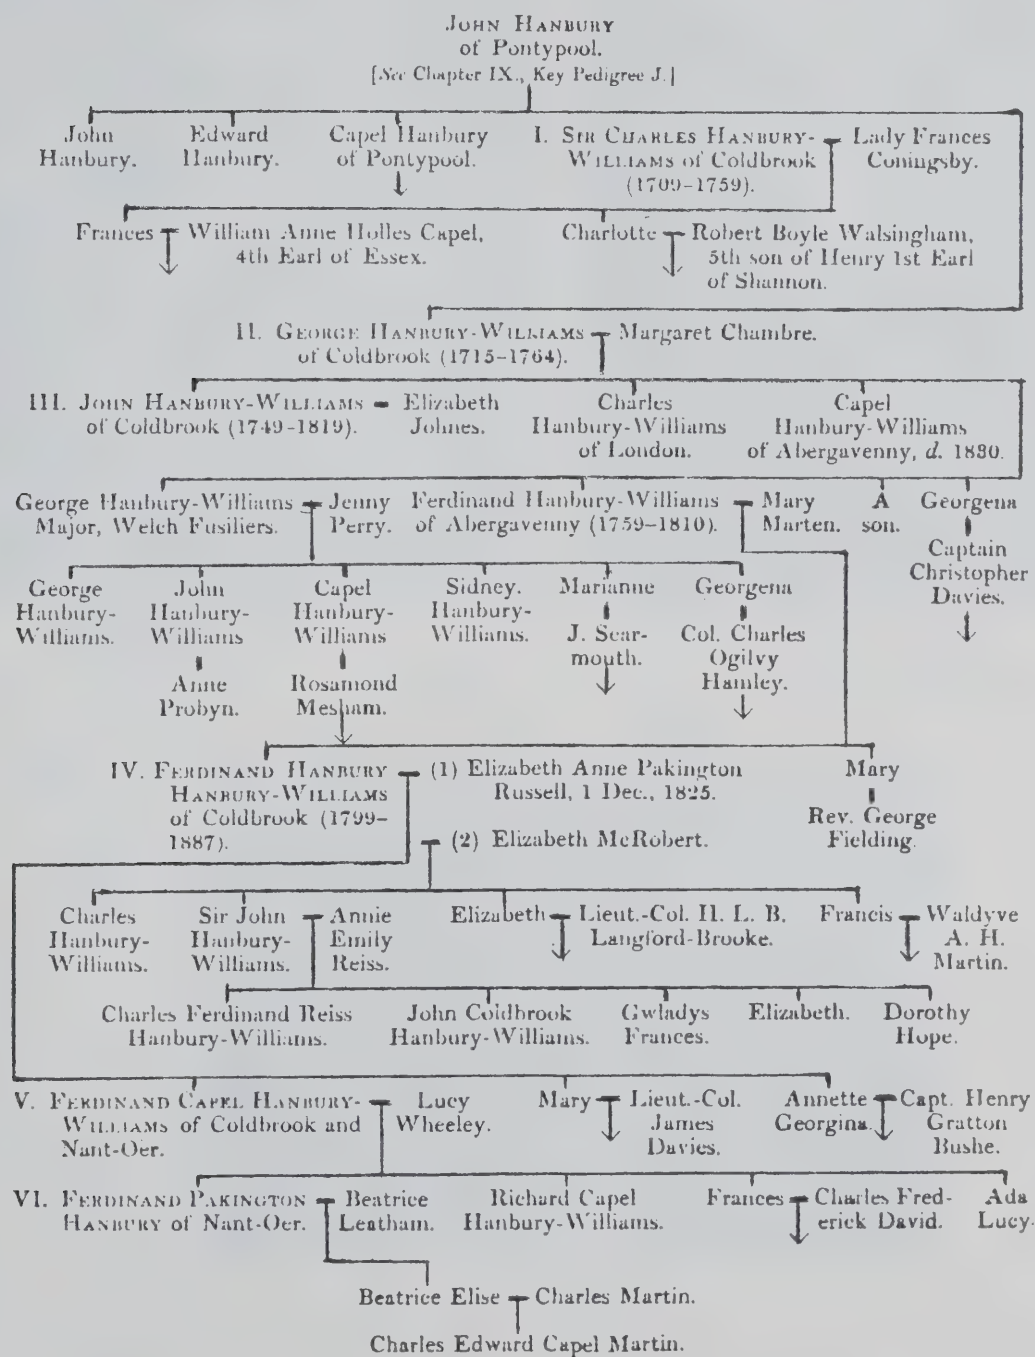 JOHN HANBURY
of Pontypool.
[See Chapter IX., Key Pedigree J.]
John Hanbury.
Edward Hanbury.
Capel Hanbury of Pontypool.
I. SIR CHARLES HANBURY-
WILLIAMS of Coldbrook
(1709–1759).
Lady Frances
Coningsby.
Frances
William Anne Holles Capel,
4th Earl of Essex.
Charlotte
Robert Boyle Walsingham,
5th son of Henry 1st Earl
of Shannon.
II. GEORGE HANBURY-WILLIAMS
of Coldbrook (1715–1764).
Margaret Chambre.
III. JOHN HANBURY-WILLIAMS
of Coldbrook (1749–1819).
Elizabeth
Johnes.
Charles
Hanbury-Williams
of London.
Capel
Hanbury-Williams
of Abergavenny, d. 1830.
George Hanbury-Williams
Major, Welch Fusiliers.
Jenny
Perry.
Ferdinand Hanbury-Williams
of Abergavenny (1759–1810).
Mary
Marten.
A
son.
Georgena
Captain
Christopher
Davies.
George
Hanbury-
Williams.
John
Hanbury-
Williams
Anne
Probyn.
Capel
Hanbury-
Williams
Rosamond
Mesham.
Sidney.
Hanbury-
Williams.
Marianne
J. Scar-
mouth.
Georgena
Col. Charles
Ogilvy
Hamley.
IV. FERDINAND HANBURY
HANBURY-WILLIAMS
of Coldbrook (1799–
1887).
(1) Elizabeth Anne Pakington
Russell, 1 Dec., 1825.
Mary
Rev. George
Fielding.
(2) Elizabeth McRobert.
Charles
Hanbury-
Williams.
Sir John
Hanbury-
Williams.
Annie
Emily
Reiss.
Elizabeth
Lieut.-Col. H. L. B.
Langford-Brooke.
Francis
Waldyve
A. H.
Martin.
Charles Ferdinand Reiss
Hanbury-Williams.
John Coldbrook
Hanbury-Williams.
Gwladys
Frances.
Elizabeth.
Dorothy
Hope.
V. FERDINAND CAPEL HANBURY-
WILLIAMS of Coldbrook and
Nant-Oer.
Lucy
Wheeley.
Mary
Lieut.-Col.
James
Davies.
Annette
Georgina.
Capt. Henry
Gratton
Bushe.
VI. FERDINAND PAKINGTON
HANBURY of Nant-Oer.
Beatrice
Leatham.
Richard Capel
Hanbury-Williams.
Frances
Charles Fred-
erick David.
Ada
Lucy.
Beatrice Elise
Charles Martin.
Charles Edward Capel Martin.